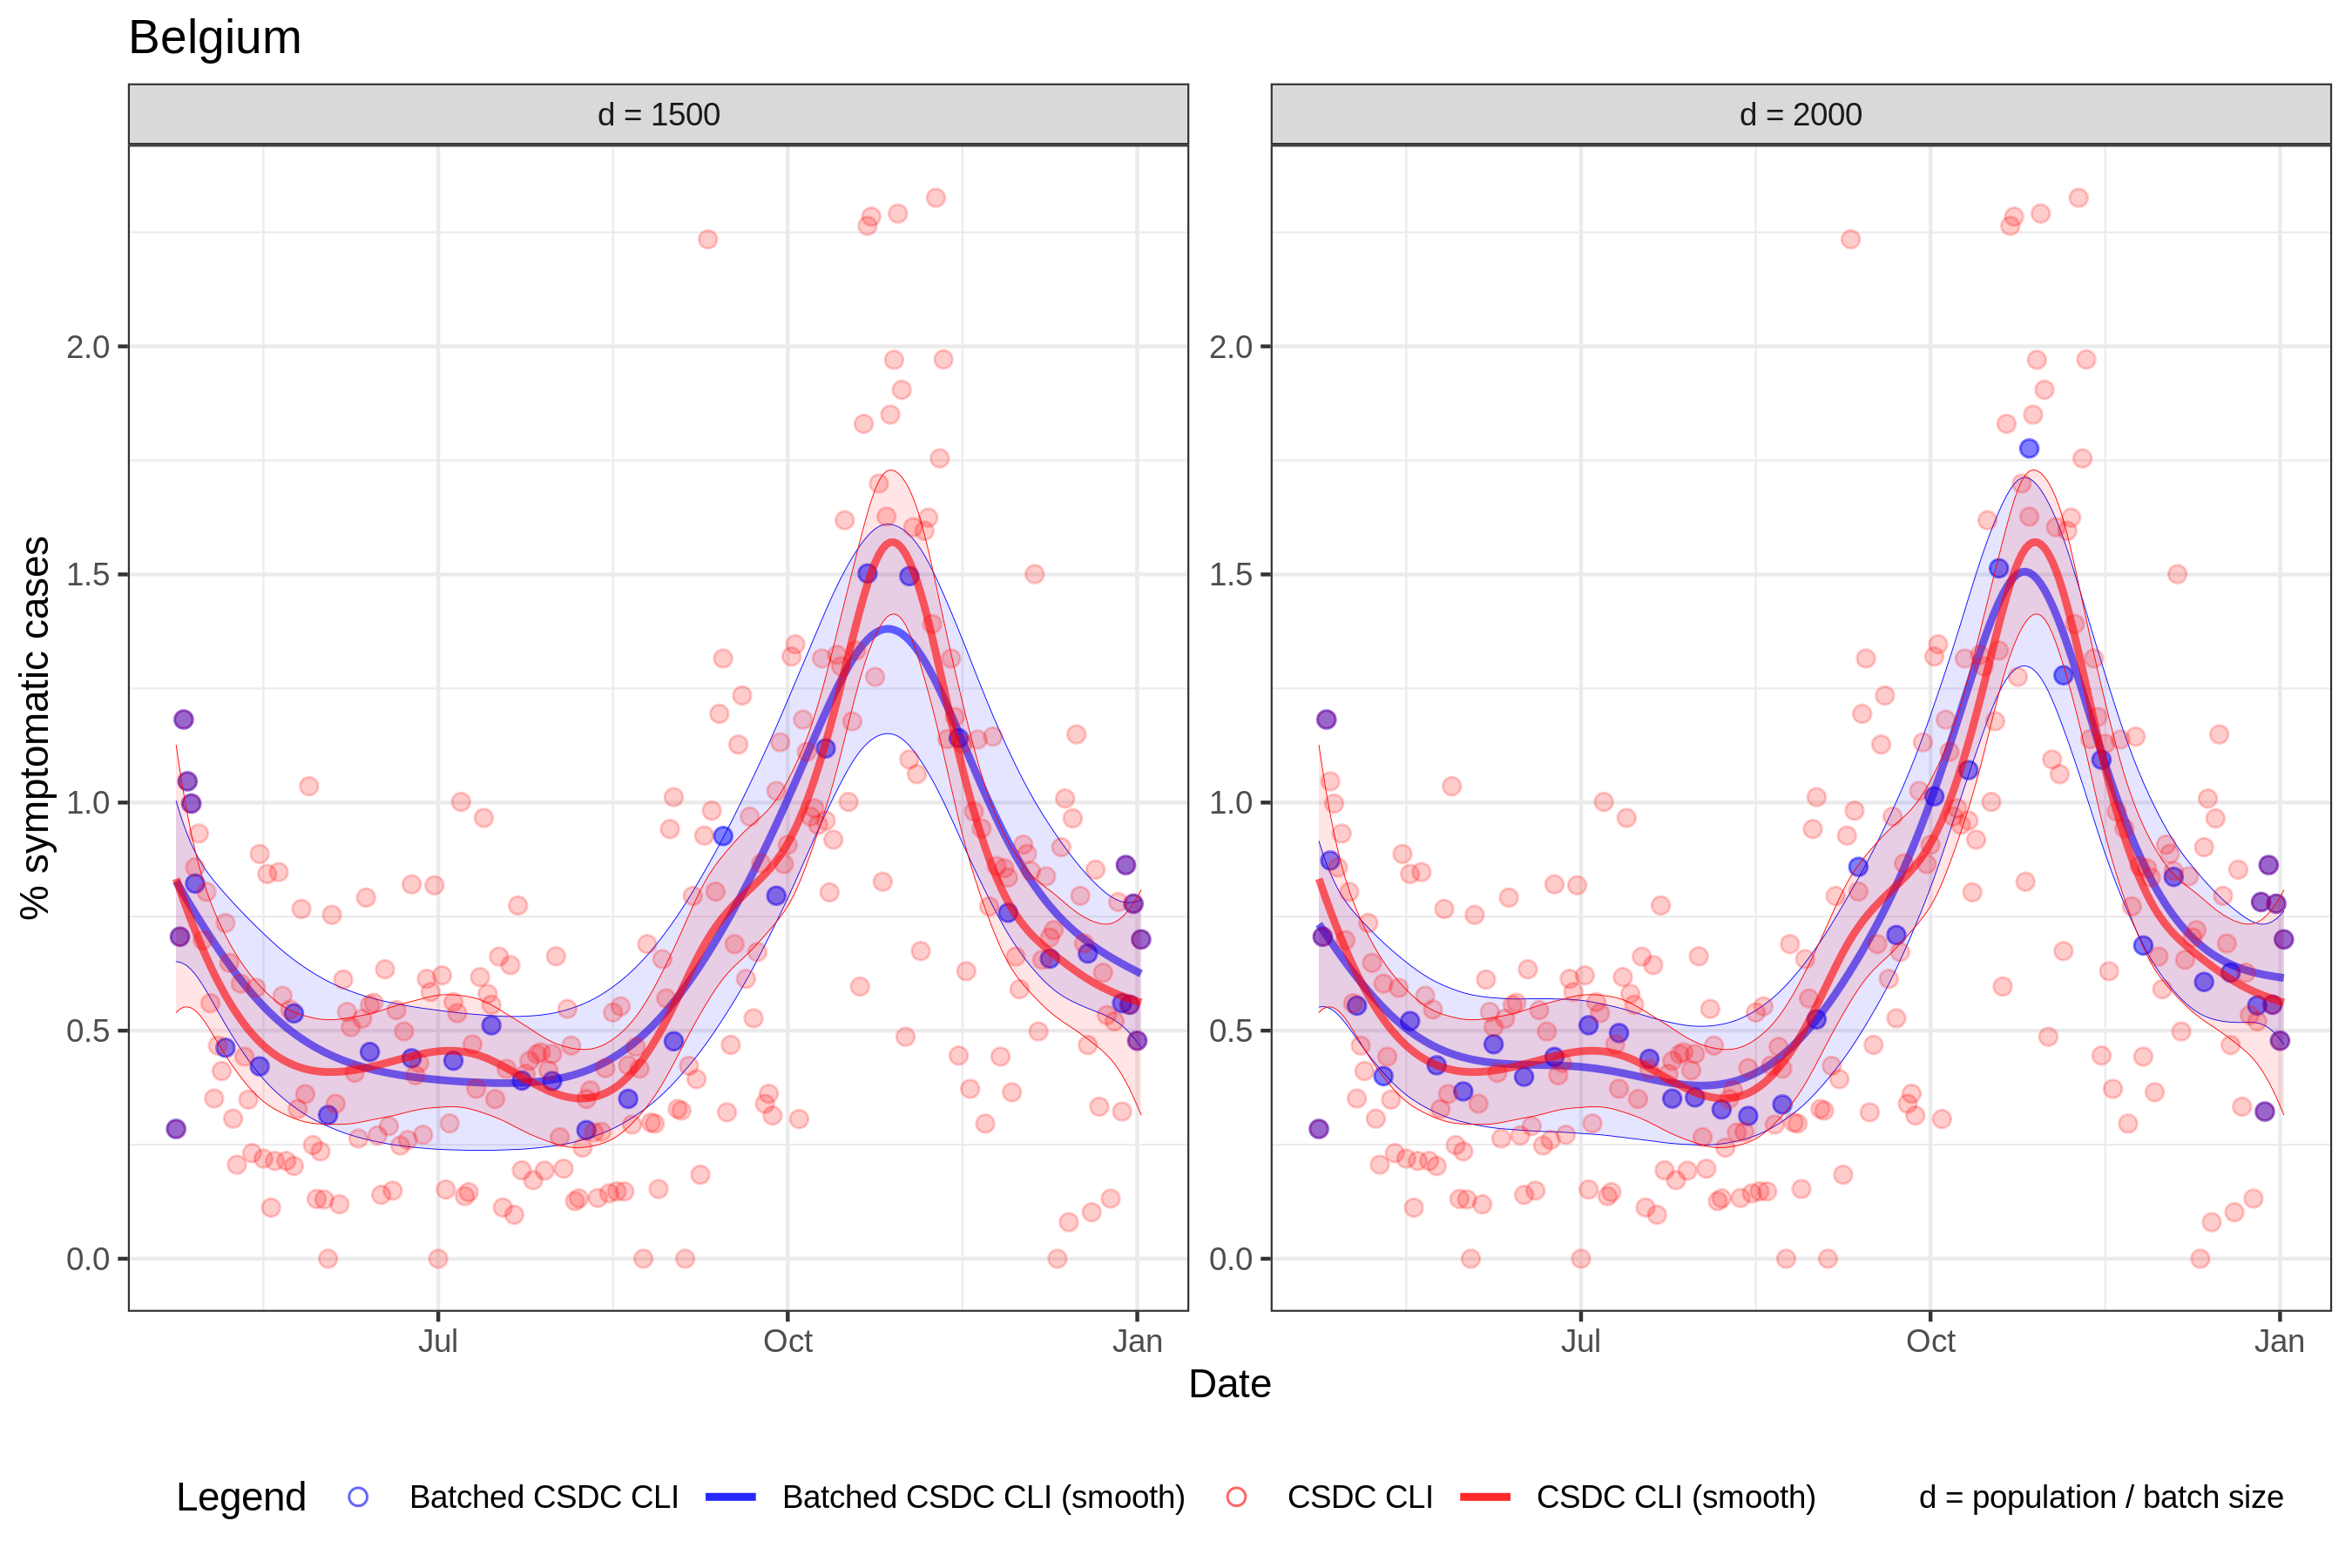 Belgium
d = 1500
d = 2000
% symptomatic cases
2.0
1.5
1.0
0.5
0.0
2.0
1.5
1.0
0.5
0.0
Jul Oct Jan
Jul Oct Jan
Date
Legend Batched CSDC CLI Batched CSDC CLI (smooth) CSDC CLI CSDC CLI (smooth) d = population / batch size